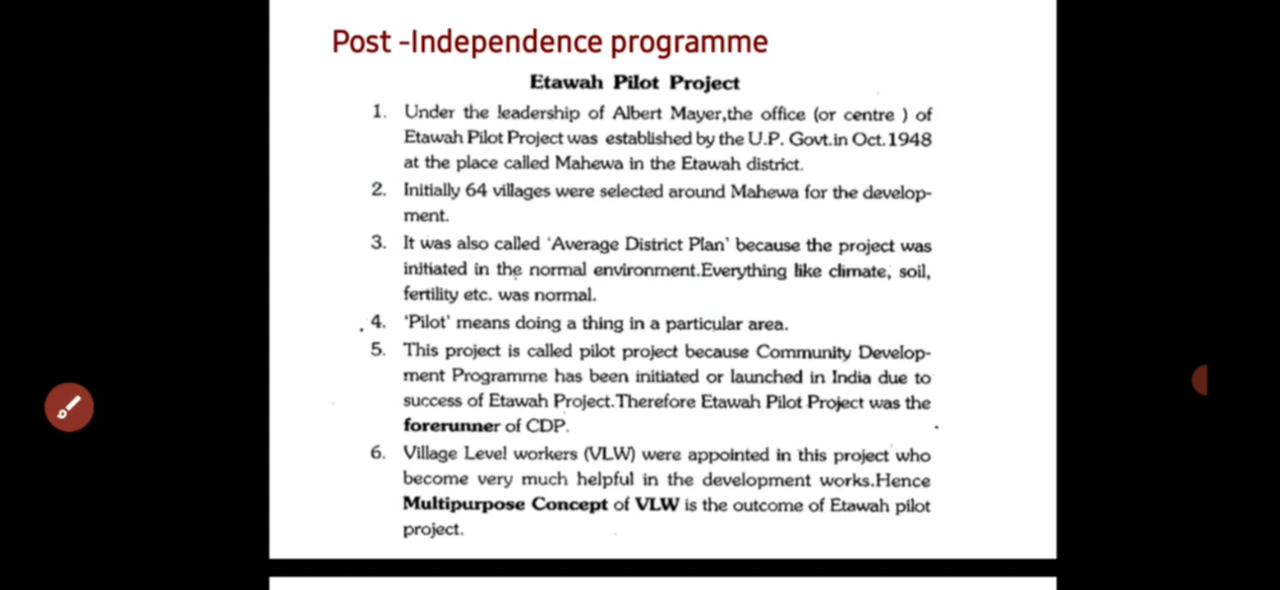 Post -Independence programme
Etawah Pilot Project
1. Under the leadership of Albert Mayer,the office (or centre ) of
Etawah Pilot Project was established by the U.P. Govt.in Oct.1948
at the place called Mahewa in the Etawah district.
2. Initially 64 villages were selected around Mahewa for the develop-
ment.
3. It was also called 'Average District Plan' because the project was
initiated in the normal environment.Everything like climate, soil,
fertility etc. was normal.
4. 'Pilot' means doing a thing in a particular area.
5. This project is called pilot project because Community Develop-
ment Programme has been initiated or launched in India due to
success of Etawah Project.Therefore Etawah Pilot Project was the
forerunner of CDP.
6. Village Level workers (VLW) were appointed in this project who
become very much helpful in the development works.Hence
Multipurpose Concept of VLW is the outcome of Etawah pilot
project.